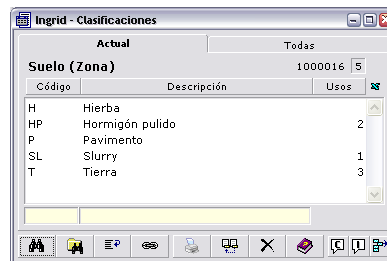 Ingrid - Clasificaciones
Actual Todas
Suelo (Zona) 1000016 5
Código Descripción Usos
H Hierba
HP Hormigón pulido 2
P Pavimento
SL Slurry 1
T Tierra 3
C I